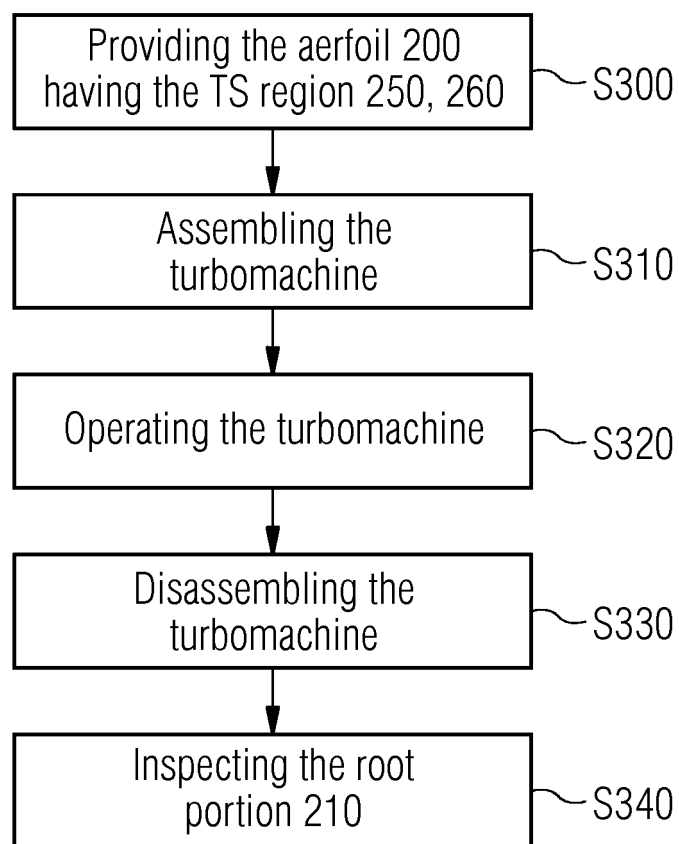 Providing the aerfoil 200
having the TS region 250, 260
S300
Assembling the
turbomachine
S310
Operating the turbomachine
S320
Disassembling the
turbomachine
S330
Inspecting the root
portion 210
S340